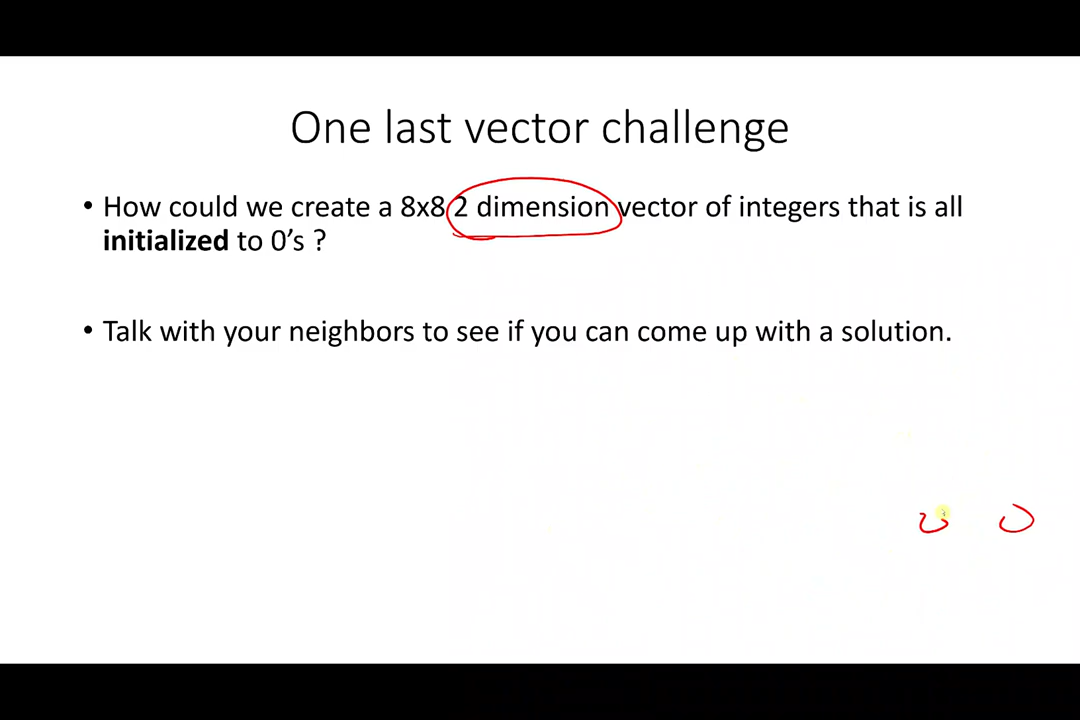 One last vector challenge
• How could we create a 8x8 2 dimension vector of integers that is all
initialized to 0's ?
• Talk with your neighbors to see if you can come up with a solution.